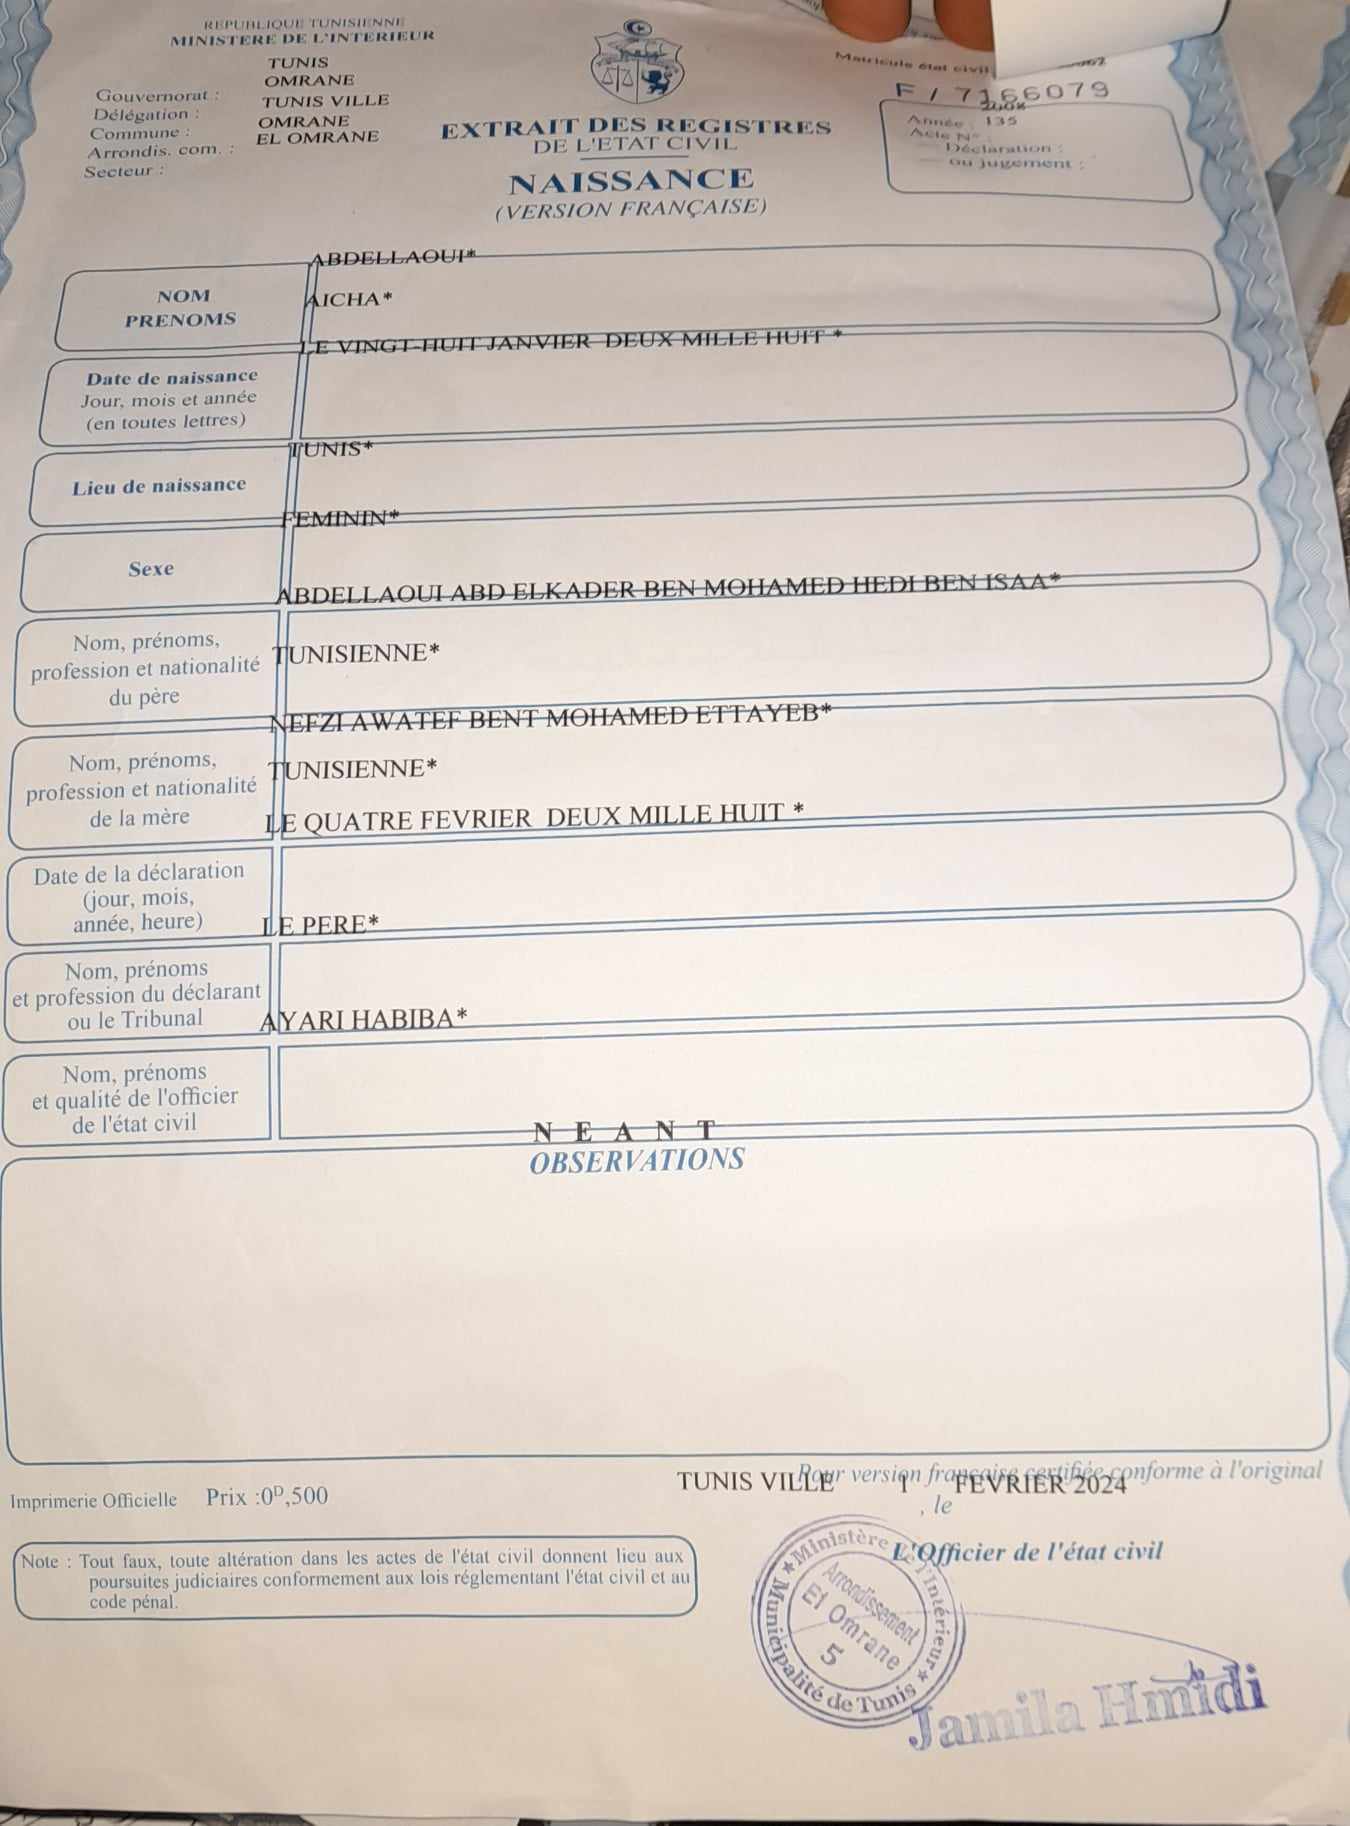 REPUBLIQUE TUNISIENNE
MINISTERE DE L'INTERIEUR
TUNIS
OMRANE
Gouvernorat : TUNIS VILLE
Délégation : OMRANE
Commune : EL OMRANE
Arrondis. com. :
Secteur :
EXTRAIT DES REGISTRES
DE L'ETAT CIVIL
NAISSANCE
(VERSION FRANÇAISE)
Matricule état civil
F / 7166079
Année : 135
Acte N°
Déclaration :
ou jugement :
ABDELLAOUI*
NOM
PRENOMS
AICHA*
LE VINGT-HUIT JANVIER DEUX MILLE HUIT *
Date de naissance
Jour, mois et année
(en toutes lettres)
TUNIS*
Lieu de naissance
FEMININ*
Sexe
ABDELLAOUI ABD ELKADER BEN MOHAMED HEDI BEN ISAA*
Nom, prénoms,
profession et nationalité
du père
TUNISIENNE*
NEFZI AWATEF BENT MOHAMED ETTAYEB*
Nom, prénoms,
profession et nationalité
de la mère
TUNISIENNE*
LE QUATRE FEVRIER DEUX MILLE HUIT *
Date de la déclaration
(jour, mois,
année, heure)
LE PERE*
Nom, prénoms
et profession du déclarant
ou le Tribunal
AYARI HABIBA*
Nom, prénoms
et qualité de l'officier
de l'état civil
N E A N T
OBSERVATIONS
Pour version française certifiée conforme à l'original
TUNIS VILLE 1 FEVRIER 2024
, le
Imprimerie Officielle Prix :0D,500
L'Officier de l'état civil
Note : Tout faux, toute altération dans les actes de l'état civil donnent lieu aux
poursuites judiciaires conformement aux lois réglementant l'état civil et au
code pénal.
Ministère de l'Intérieur
Municipalité de Tunis
Arrondissement
El Omrane
5
Jamila Hmidi